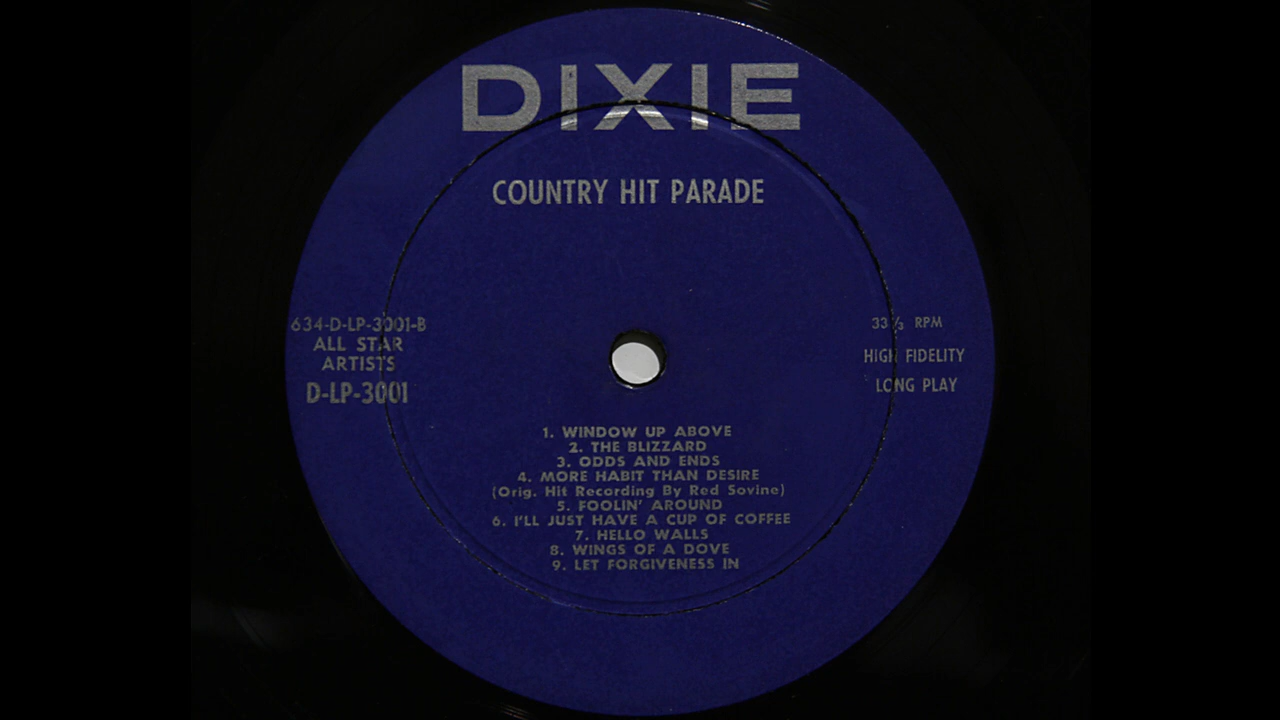 DIXIE
COUNTRY HIT PARADE
634-D-LP-3001-B
ALL STAR
ARTISTS
D-LP-3001
33⅓ RPM
HIGH FIDELITY
LONG PLAY
1. WINDOW UP ABOVE
2. THE BLIZZARD
3. ODDS AND ENDS
4. MORE HABIT THAN DESIRE
(Orig. Hit Recording By Red Sovine)
5. FOOLIN' AROUND
6. I'LL JUST HAVE A CUP OF COFFEE
7. HELLO WALLS
8. WINGS OF A DOVE
9. LET FORGIVENESS IN